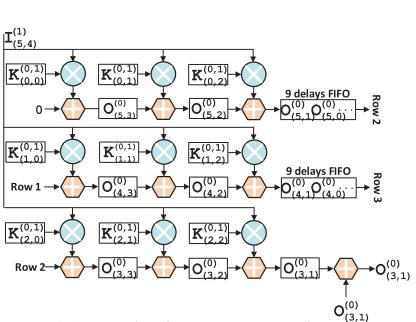 I(1)(5,4)
K(0,1)(0,0) K(0,1)(0,1) K(0,1)(0,2)
9 delays FIFO
0 O(0)(5,3) O(0)(5,2) O(0)(5,1) O(0)(5,0) ... Row 2
K(0,1)(1,0) K(0,1)(1,1) K(0,1)(1,2)
9 delays FIFO
Row 1 O(0)(4,3) O(0)(4,2) O(0)(4,1) O(0)(4,0) ... Row 3
K(0,1)(2,0) K(0,1)(2,1) K(0,1)(2,2)
Row 2 O(0)(3,3) O(0)(3,2) O(0)(3,1) O(0)(3,1)
O(0)(3,1)